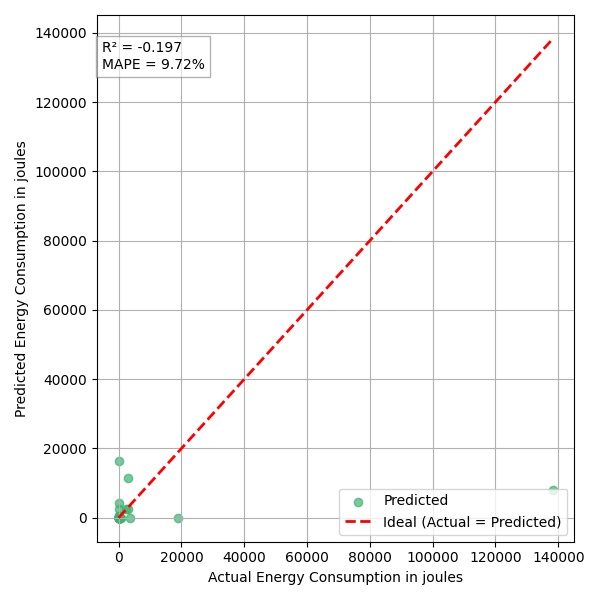 R² = -0.197
MAPE = 9.72%
140000
120000
100000
80000
60000
40000
20000
0
Predicted Energy Consumption in joules
Predicted
Ideal (Actual = Predicted)
0 20000 40000 60000 80000 100000 120000 140000
Actual Energy Consumption in joules